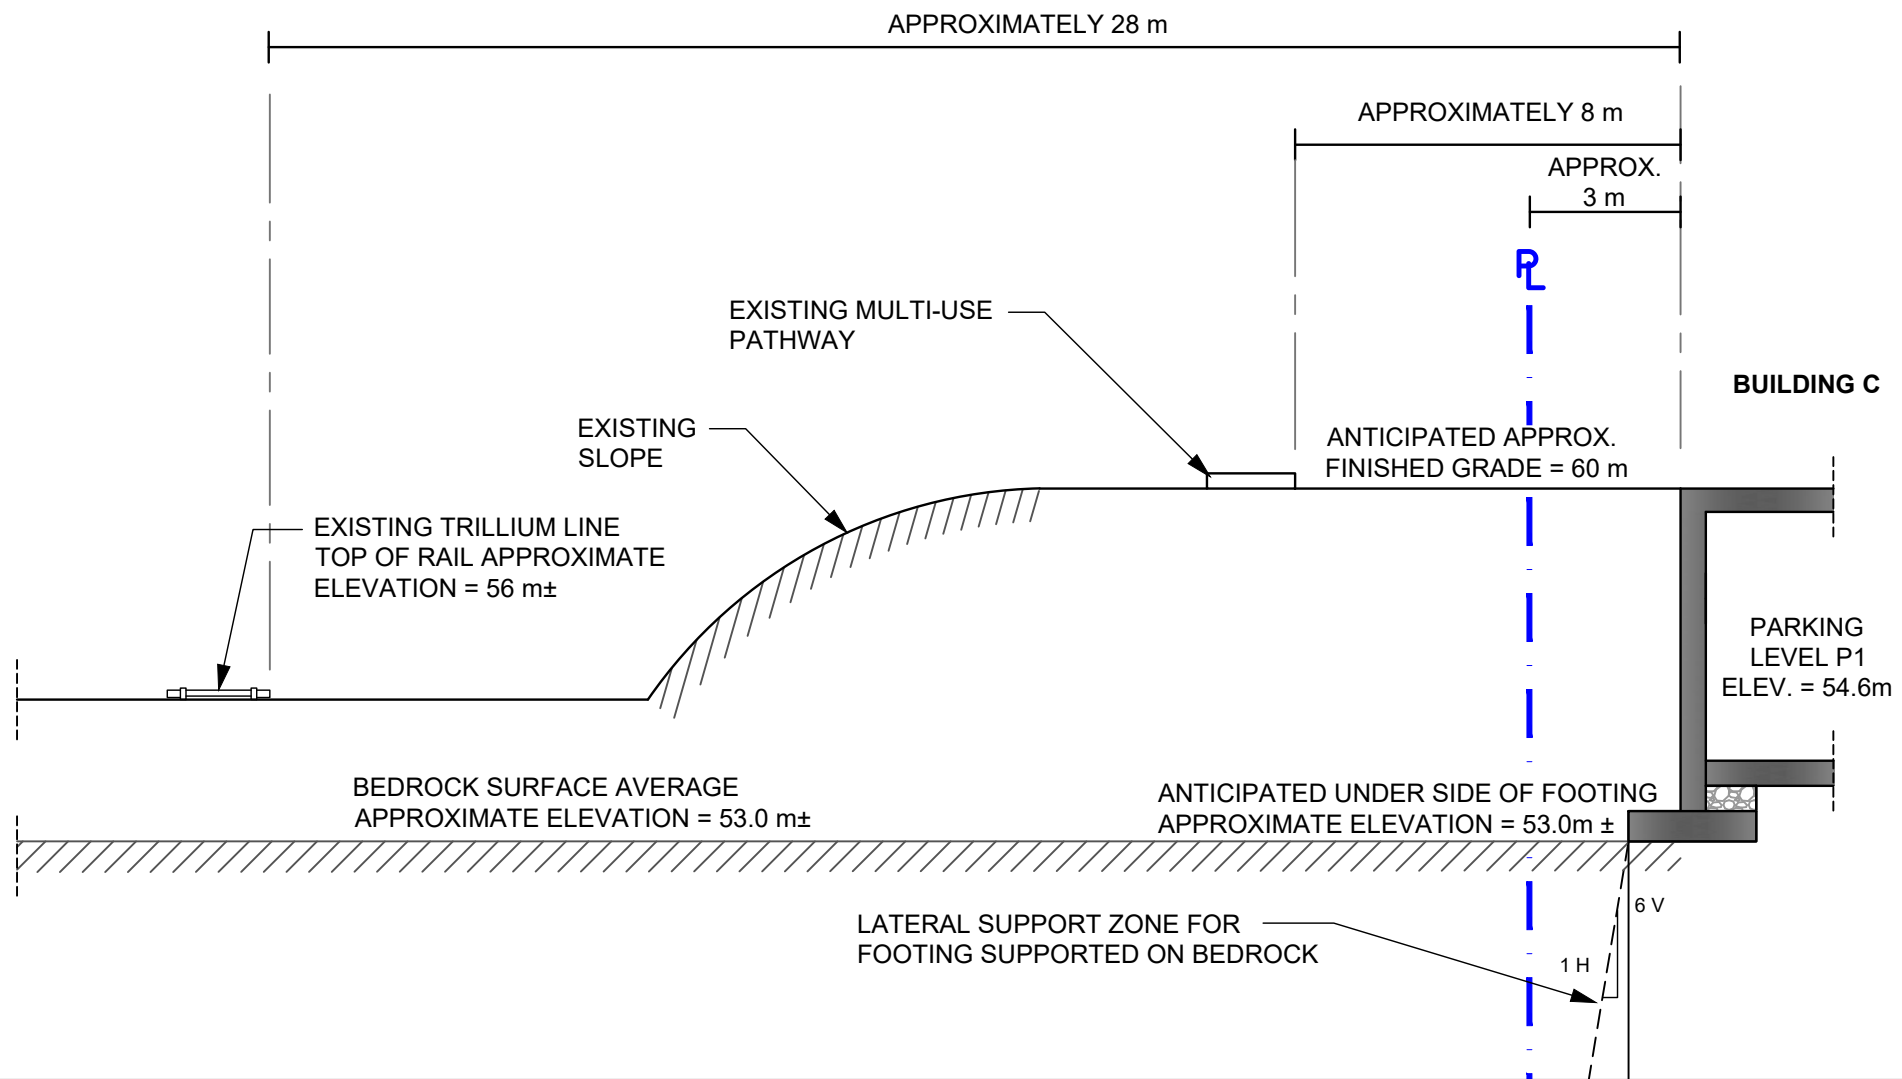 APPROXIMATELY 28 m
APPROXIMATELY 8 m
APPROX.
3 m
PL
EXISTING MULTI-USE
PATHWAY
BUILDING C
EXISTING
SLOPE
ANTICIPATED APPROX.
FINISHED GRADE = 60 m
EXISTING TRILLIUM LINE
TOP OF RAIL APPROXIMATE
ELEVATION = 56 m±
PARKING
LEVEL P1
ELEV. = 54.6m
BEDROCK SURFACE AVERAGE
APPROXIMATE ELEVATION = 53.0 m±
ANTICIPATED UNDER SIDE OF FOOTING
APPROXIMATE ELEVATION = 53.0m ±
LATERAL SUPPORT ZONE FOR
FOOTING SUPPORTED ON BEDROCK
6 V
1 H